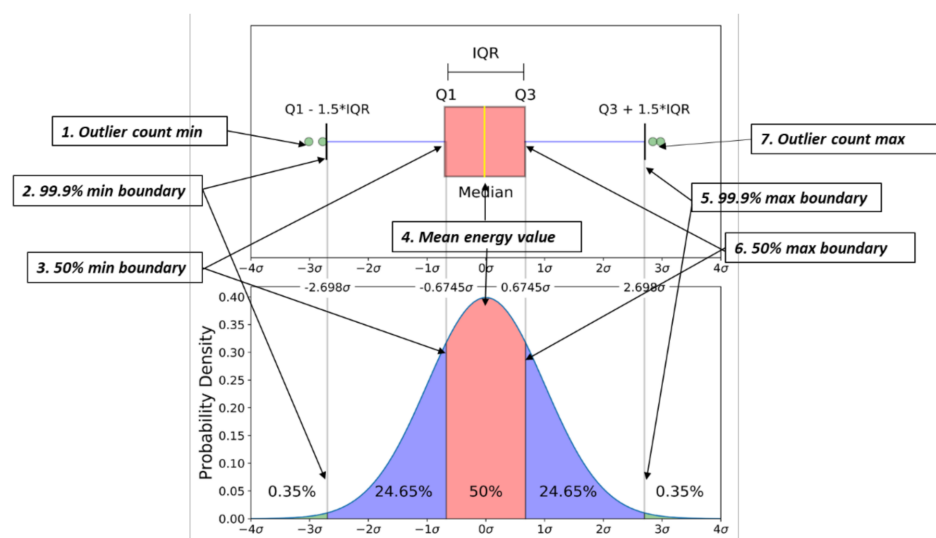 IQR
Q1
Q3
Q1 - 1.5*IQR
Q3 + 1.5*IQR
1. Outlier count min
7. Outlier count max
2. 99.9% min boundary
Median
5. 99.9% max boundary
4. Mean energy value
6. 50% max boundary
3. 50% min boundary
−4σ −3σ −2σ −1σ 0σ 1σ 2σ 3σ 4σ
-2.698σ -0.6745σ 0.6745σ 2.698σ
0.40
0.35
0.30
0.25
0.20
0.15
0.10
0.05
0.00
Probability Density
0.35% 24.65% 50% 24.65% 0.35%
−4σ −3σ −2σ −1σ 0σ 1σ 2σ 3σ 4σ